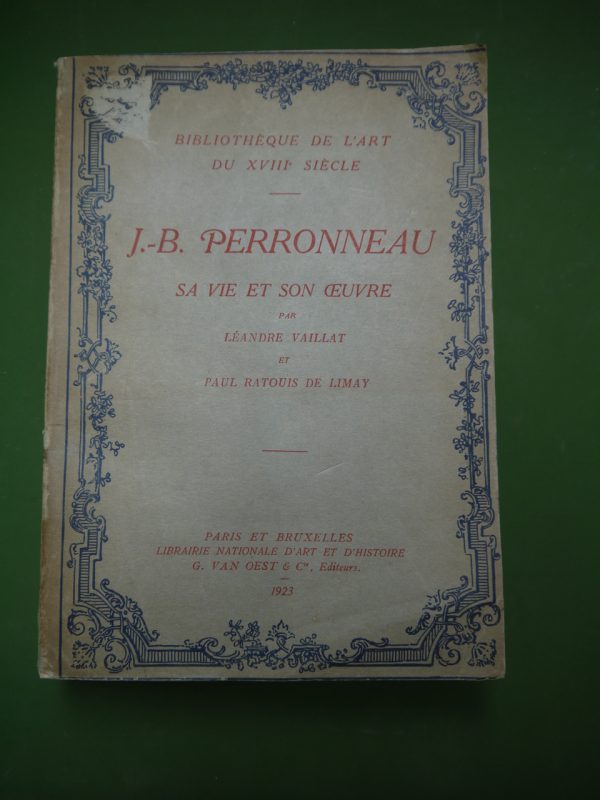 BIBLIOTHÈQUE DE L'ART
DU XVIIIe SIÈCLE
J.-B. PERRONNEAU
SA VIE ET SON ŒUVRE
PAR
LÉANDRE VAILLAT
ET
PAUL RATOUIS DE LIMAY
PARIS ET BRUXELLES
LIBRAIRIE NATIONALE D'ART ET D'HISTOIRE
G. VAN OEST & Cie, Editeurs.
1923